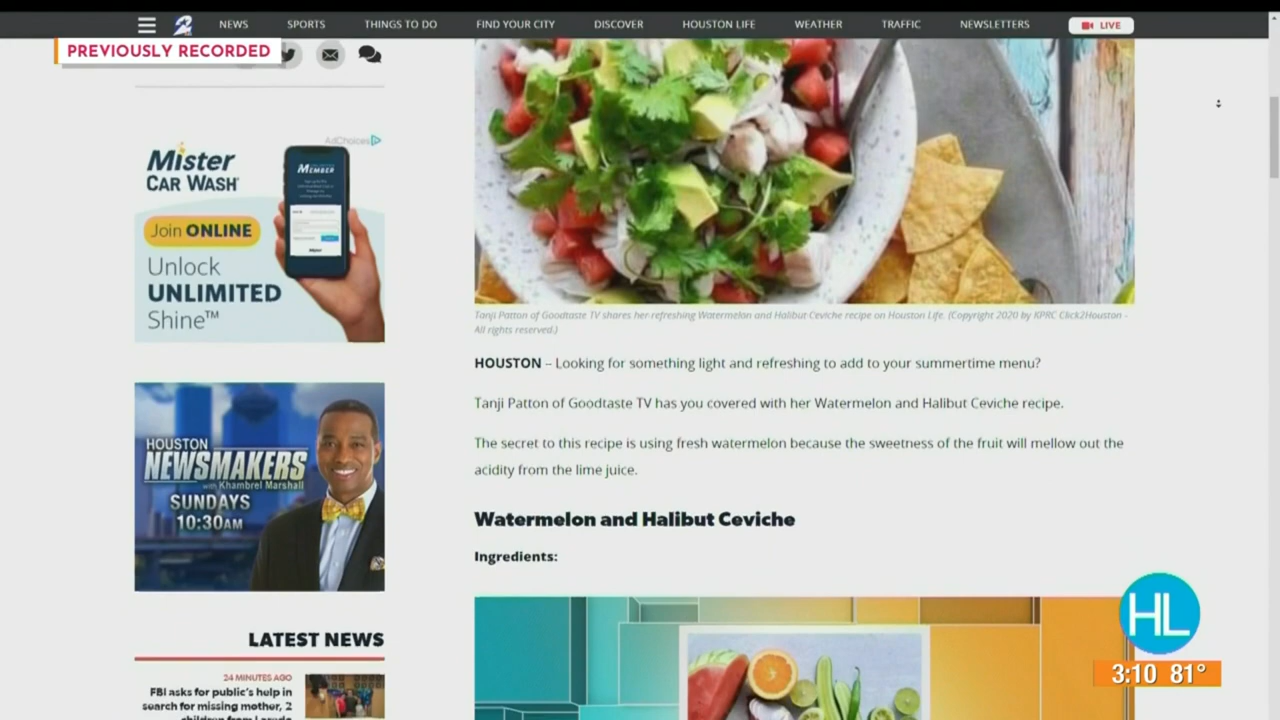 2
NEWS
SPORTS
THINGS TO DO
FIND YOUR CITY
DISCOVER
HOUSTON LIFE
WEATHER
TRAFFIC
NEWSLETTERS
LIVE
PREVIOUSLY RECORDED
AdChoices
Mister
CAR WASH
MEMBER
Join ONLINE
Unlock
UNLIMITED
Shine™
Tanji Patton of Goodtaste TV shares her refreshing Watermelon and Halibut Ceviche recipe on Houston Life. (Copyright 2020 by KPRC Click2Houston -
All rights reserved.)
HOUSTON – Looking for something light and refreshing to add to your summertime menu?
Tanji Patton of Goodtaste TV has you covered with her Watermelon and Halibut Ceviche recipe.
The secret to this recipe is using fresh watermelon because the sweetness of the fruit will mellow out the
acidity from the lime juice.
HOUSTON
NEWSMAKERS
with Khambrel Marshall
SUNDAYS
10:30AM
Watermelon and Halibut Ceviche
Ingredients:
LATEST NEWS
24 MINUTES AGO
FBI asks for public's help in
search for missing mother, 2
children from Laredo
HL
3:10 81°